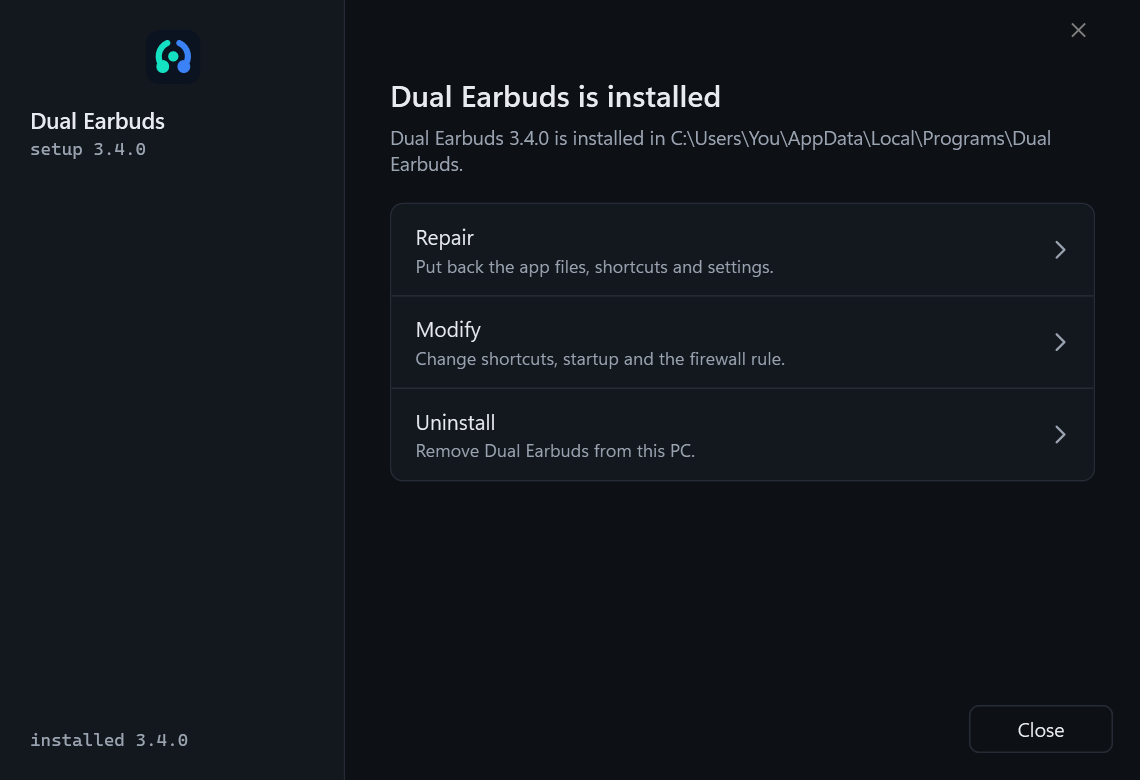 Dual Earbuds
setup 3.4.0
Dual Earbuds is installed
Dual Earbuds 3.4.0 is installed in C:\Users\You\AppData\Local\Programs\Dual
Earbuds.
Repair
Put back the app files, shortcuts and settings.
Modify
Change shortcuts, startup and the firewall rule.
Uninstall
Remove Dual Earbuds from this PC.
installed 3.4.0
Close